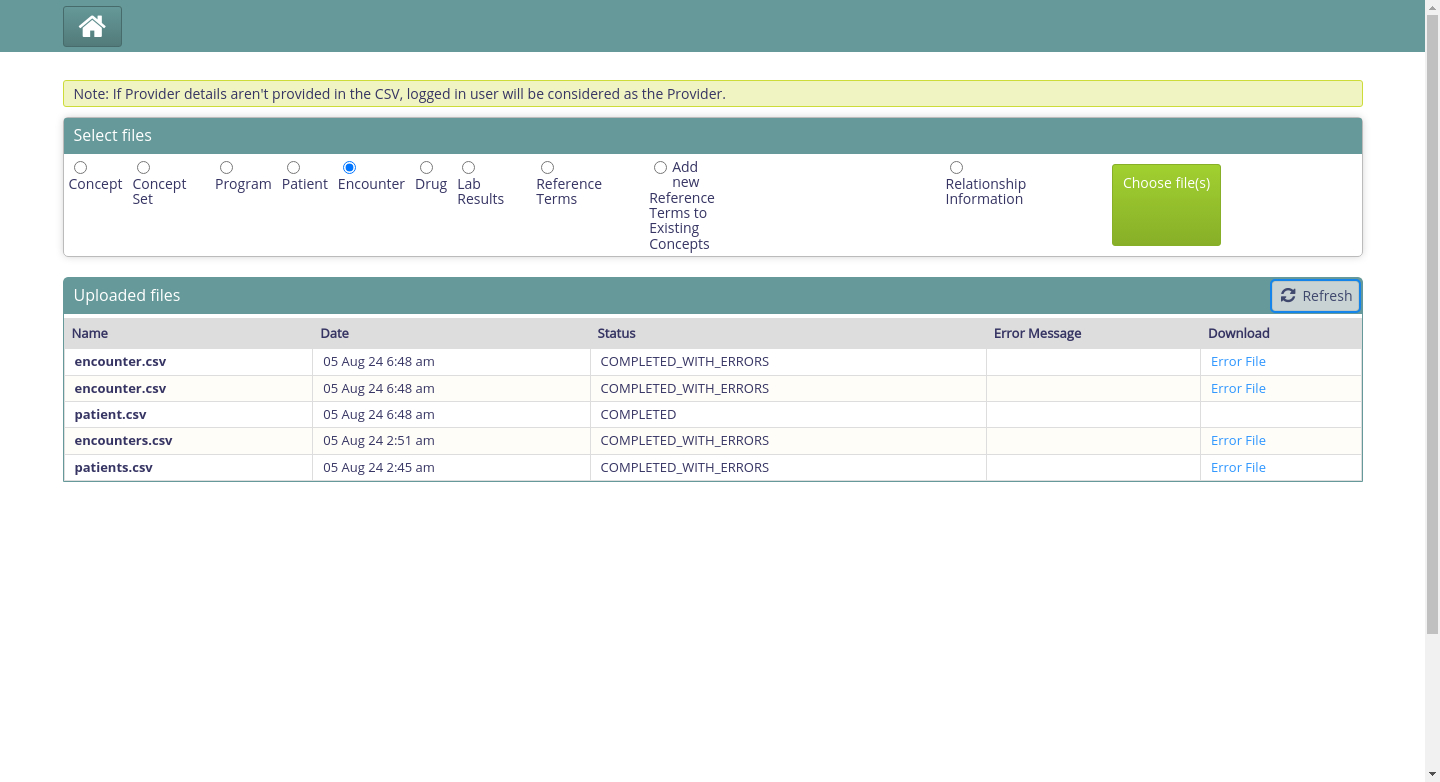 Note: If Provider details aren't provided in the CSV, logged in user will be considered as the Provider.
Select files
Concept
Concept Set
Program
Patient
Encounter
Drug
Lab Results
Reference Terms
Add new Reference Terms to Existing Concepts
Relationship Information
Choose file(s)
Uploaded files
Refresh
Name Date Status Error Message Download
encounter.csv 05 Aug 24 6:48 am COMPLETED_WITH_ERRORS Error File
encounter.csv 05 Aug 24 6:48 am COMPLETED_WITH_ERRORS Error File
patient.csv 05 Aug 24 6:48 am COMPLETED
encounters.csv 05 Aug 24 2:51 am COMPLETED_WITH_ERRORS Error File
patients.csv 05 Aug 24 2:45 am COMPLETED_WITH_ERRORS Error File